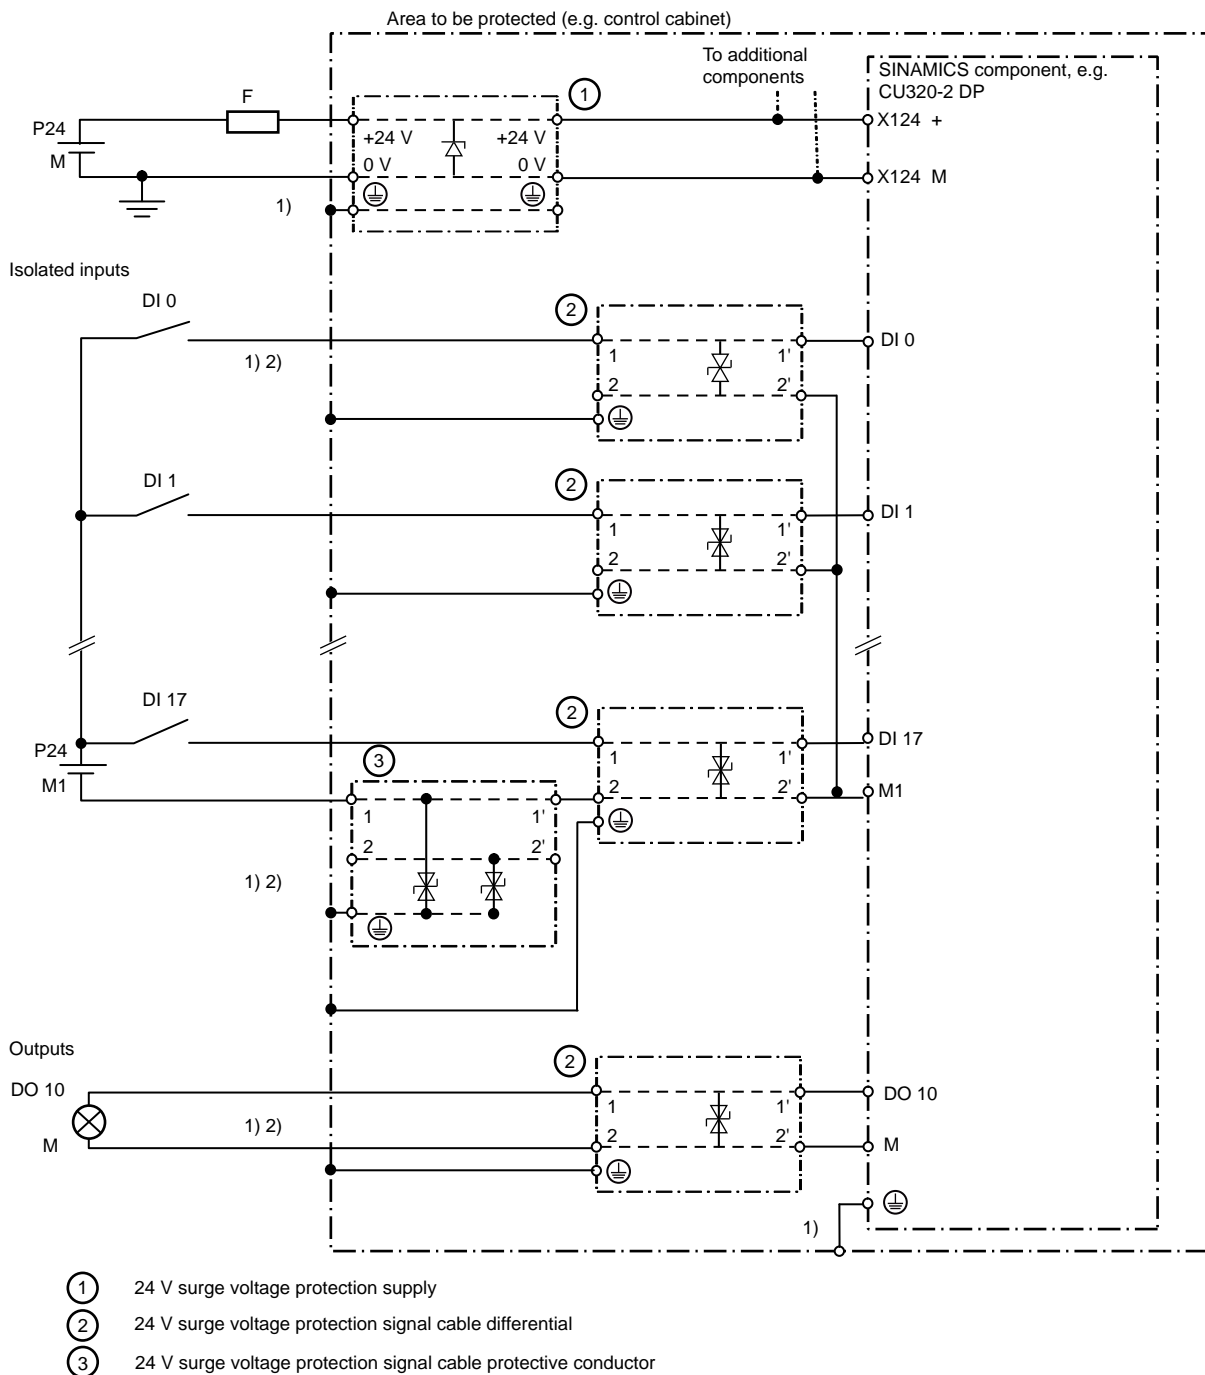 Area to be protected (e.g. control cabinet)
To additional
components
SINAMICS component, e.g.
CU320-2 DP
F
1
P24
M
+24 V
+24 V
0 V
0 V
X124 +
X124 M
1)
Isolated inputs
DI 0
2
1) 2)
1
1'
2
2'
DI 0
DI 1
2
1
1'
2
2'
DI 1
DI 17
2
P24
M1
3
1
1'
2
2'
DI 17
M1
1
1'
2
2'
1) 2)
Outputs
DO 10
M
2
1) 2)
1
1'
2
2'
DO 10
M
1)
1 24 V surge voltage protection supply
2 24 V surge voltage protection signal cable differential
3 24 V surge voltage protection signal cable protective conductor